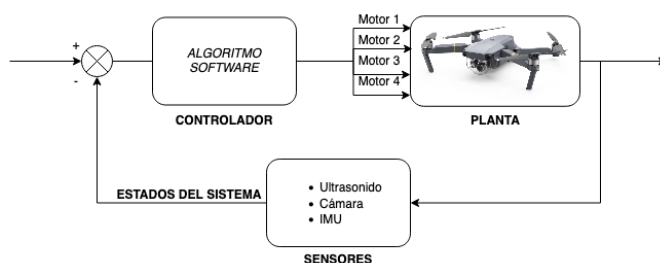 +
-
ALGORITMO
SOFTWARE
CONTROLADOR
Motor 1
Motor 2
Motor 3
Motor 4
PLANTA
ESTADOS DEL SISTEMA
• Ultrasonido
• Cámara
• IMU
SENSORES